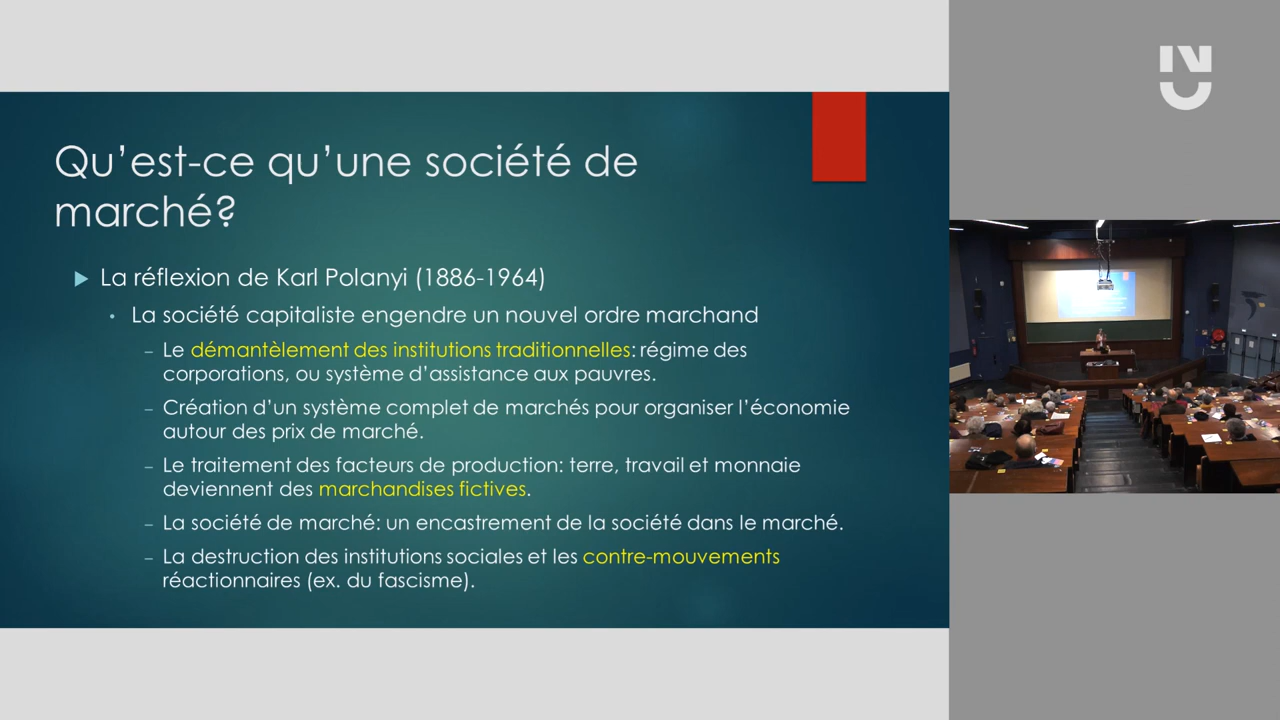 Qu’est-ce qu’une société de
marché?
La réflexion de Karl Polanyi (1886-1964)
La société capitaliste engendre un nouvel ordre marchand
Le démantèlement des institutions traditionnelles: régime des
corporations, ou système d’assistance aux pauvres.
Création d’un système complet de marchés pour organiser l’économie
autour des prix de marché.
Le traitement des facteurs de production: terre, travail et monnaie
deviennent des marchandises fictives.
La société de marché: un encastrement de la société dans le marché.
La destruction des institutions sociales et les contre-mouvements
réactionnaires (ex. du fascisme).